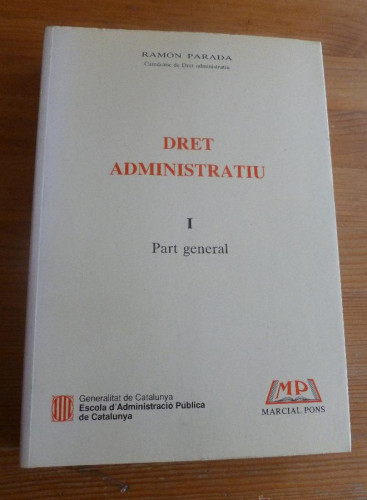 RAMON PARADA
Catedràtic de Dret administratiu
DRET
ADMINISTRATIU
I
Part general
Generalitat de Catalunya
Escola d'Administració Pública
de Catalunya
MP
MARCIAL PONS